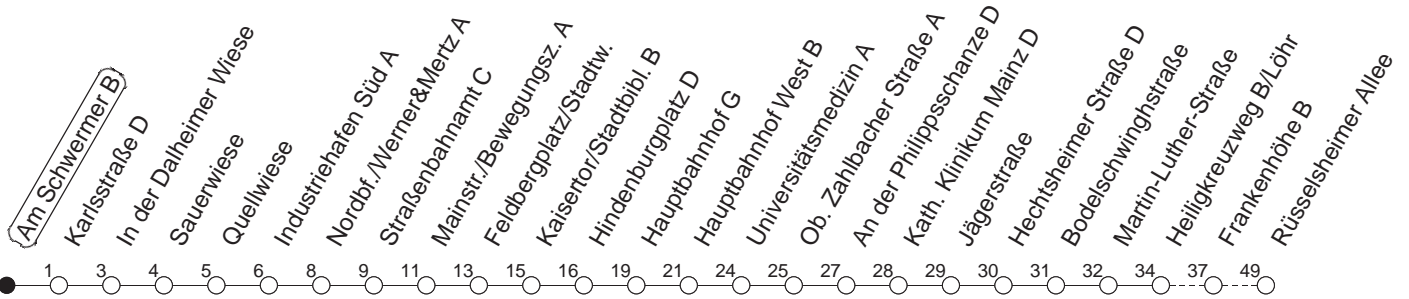 Am Schwermer B
Karlsstraße D
In der Dalheimer Wiese
Sauerwiese
Quellwiese
Industriehafen Süd A
Nordbf./Werner&Mertz A
Straßenbahnamt C
Mainstr./Bewegungsz. A
Feldbergplatz/Stadtw.
Kaisertor/Stadtbibl. B
Hindenburgplatz D
Hauptbahnhof G
Hauptbahnhof West B
Universitätsmedizin A
Ob. Zahlbacher Straße A
An der Philippsschanze D
Kath. Klinikum Mainz D
Jägerstraße
Hechtsheimer Straße D
Bodelschwinghstraße
Martin-Luther-Straße
Heiligkreuzweg B/Löhr
Frankenhöhe B
Rüsselsheimer Allee
1 3 4 5 6 8 9 11 13 15 16 19 21 24 25 27 28 29 30 31 32 34 37 49